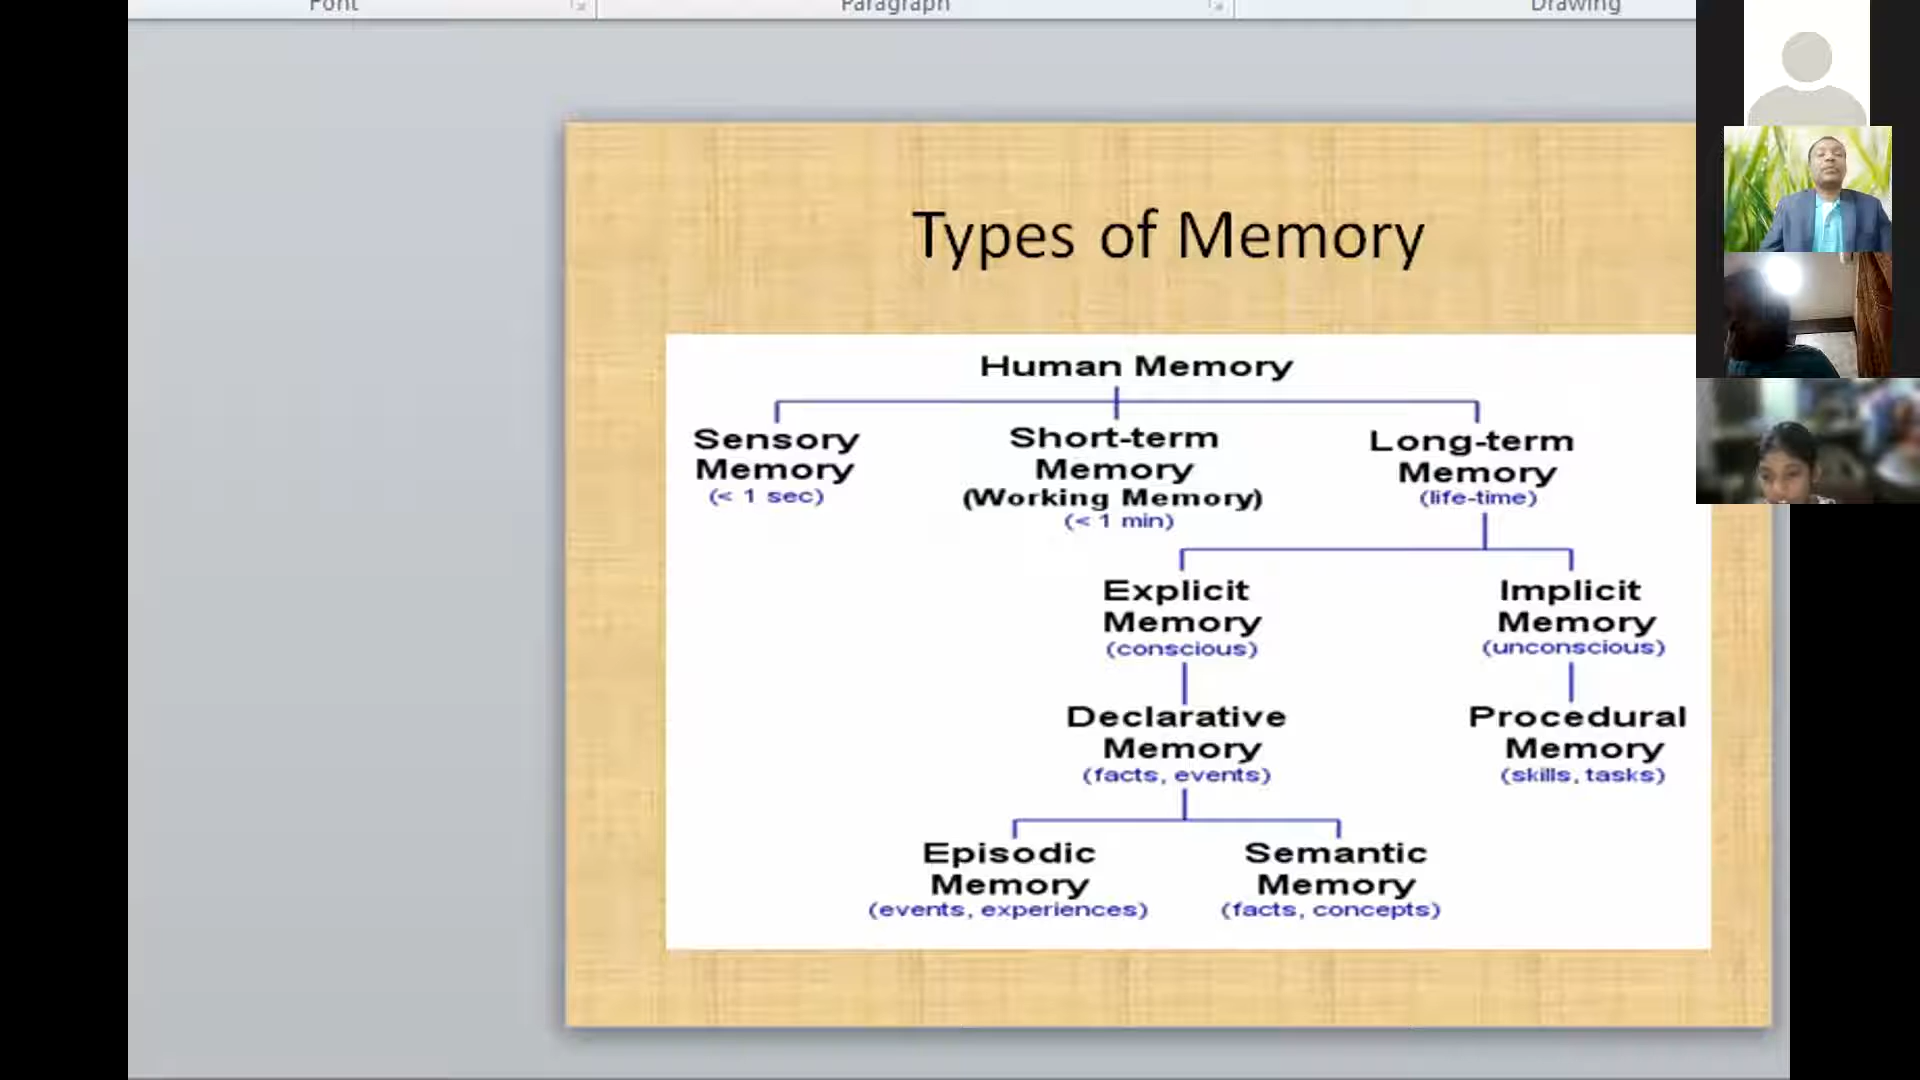 Font Paragraph Drawing
Types of Memory
Human Memory
Sensory Memory (< 1 sec)
Short-term Memory (Working Memory) (< 1 min)
Long-term Memory (life-time)
Explicit Memory (conscious)
Implicit Memory (unconscious)
Declarative Memory (facts, events)
Procedural Memory (skills, tasks)
Episodic Memory (events, experiences)
Semantic Memory (facts, concepts)